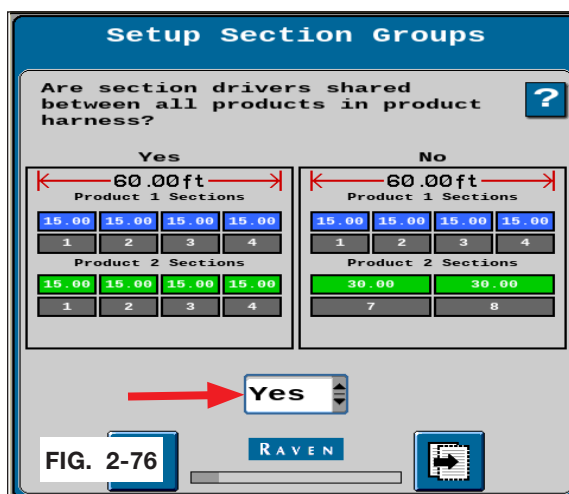 Setup Section Groups
Are section drivers shared
between all products in product
harness?
?
Yes
60.00ft
Product 1 Sections
15.00 15.00 15.00 15.00
1 2 3 4
Product 2 Sections
15.00 15.00 15.00 15.00
1 2 3 4
No
60.00ft
Product 1 Sections
15.00 15.00 15.00 15.00
1 2 3 4
Product 2 Sections
30.00 30.00
7 8
Yes
FIG. 2-76
RAVEN